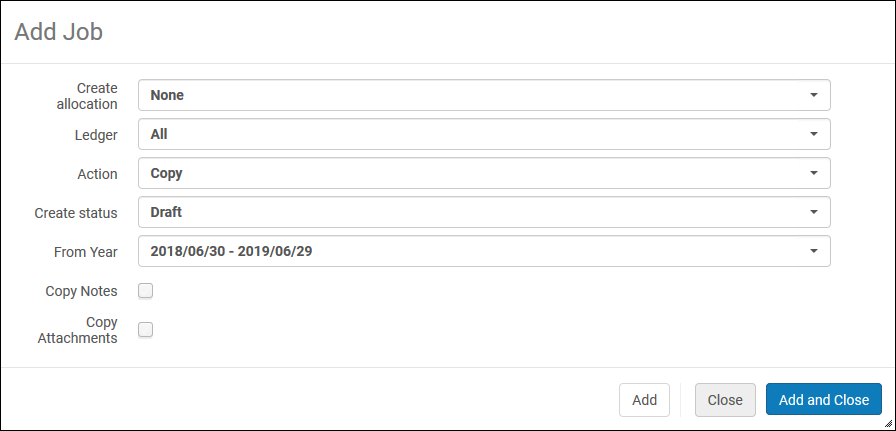 Add Job
Create
allocation
None
Ledger
All
Action
Copy
Create status
Draft
From Year
2018/06/30 - 2019/06/29
Copy Notes
Copy
Attachments
Add
Close
Add and Close